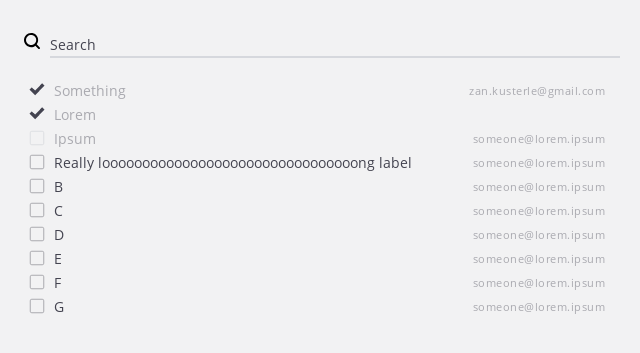 Search
Something zan.kusterle@gmail.com
Lorem
Ipsum someone@lorem.ipsum
Really looooooooooooooooooooooooooooooooong label someone@lorem.ipsum
B someone@lorem.ipsum
C someone@lorem.ipsum
D someone@lorem.ipsum
E someone@lorem.ipsum
F someone@lorem.ipsum
G someone@lorem.ipsum